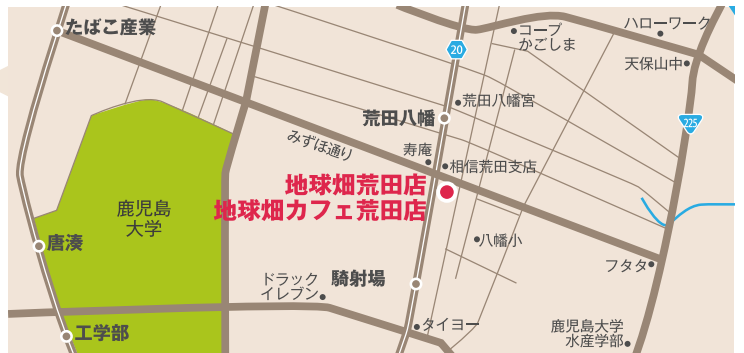 たばこ産業
コープ
かごしま
ハローワーク
天保山中
20
荒田八幡宮
荒田八幡
225
みずほ通り
寿庵
相信荒田支店
地球畑荒田店
地球畑カフェ荒田店
鹿児島
大学
唐湊
八幡小
フタタ
ドラック
イレブン
騎射場
タイヨー
鹿児島大学
水産学部
工学部